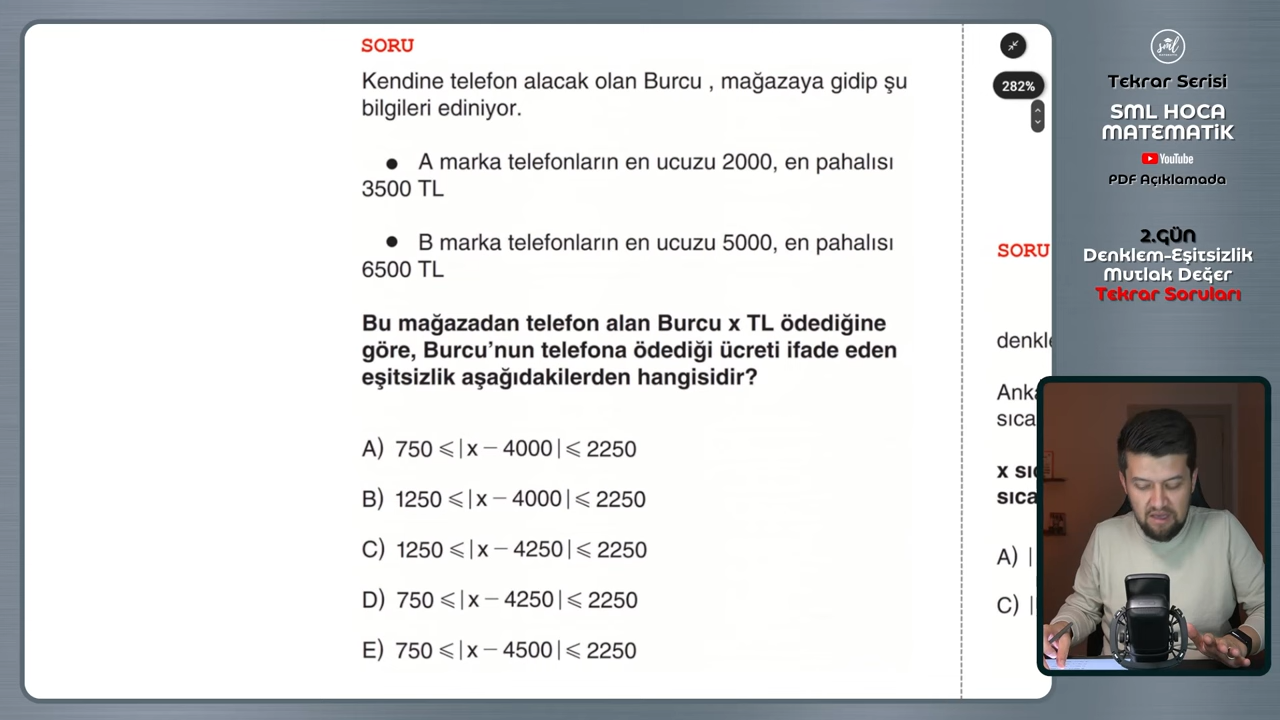 SORU
Kendine telefon alacak olan Burcu , mağazaya gidip şu
bilgileri ediniyor.
● A marka telefonların en ucuzu 2000, en pahalısı
3500 TL
● B marka telefonların en ucuzu 5000, en pahalısı
6500 TL
Bu mağazadan telefon alan Burcu x TL ödediğine
göre, Burcu'nun telefona ödediği ücreti ifade eden
eşitsizlik aşağıdakilerden hangisidir?
A) 750 ⩽ | x − 4000 | ⩽ 2250
B) 1250 ⩽ | x − 4000 | ⩽ 2250
C) 1250 ⩽ | x − 4250 | ⩽ 2250
D) 750 ⩽ | x − 4250 | ⩽ 2250
E) 750 ⩽ | x − 4500 | ⩽ 2250
282%
SORU
denkle
Anka
sıca
x sıc
sıca
A) |
C) |
sml
Tekrar Serisi
SML HOCA
MATEMATİK
YouTube
PDF Açıklamada
2.GÜN
Denklem-Eşitsizlik
Mutlak Değer
Tekrar Soruları